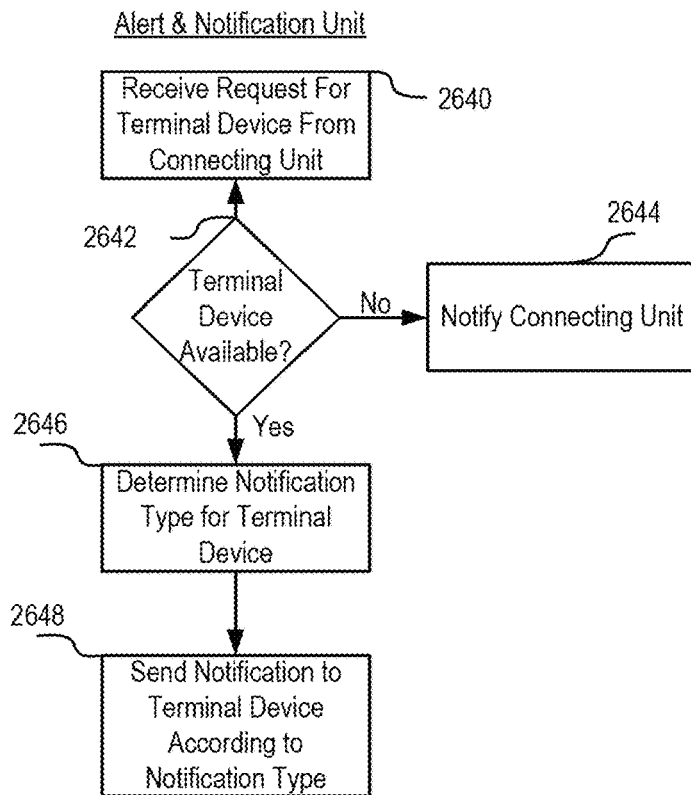 Alert & Notification Unit
Receive Request For
Terminal Device From
Connecting Unit
2640
2642
2644
Terminal
Device
Available?
No
Notify Connecting Unit
Yes
2646
Determine Notification
Type for Terminal
Device
2648
Send Notification to
Terminal Device
According to
Notification Type